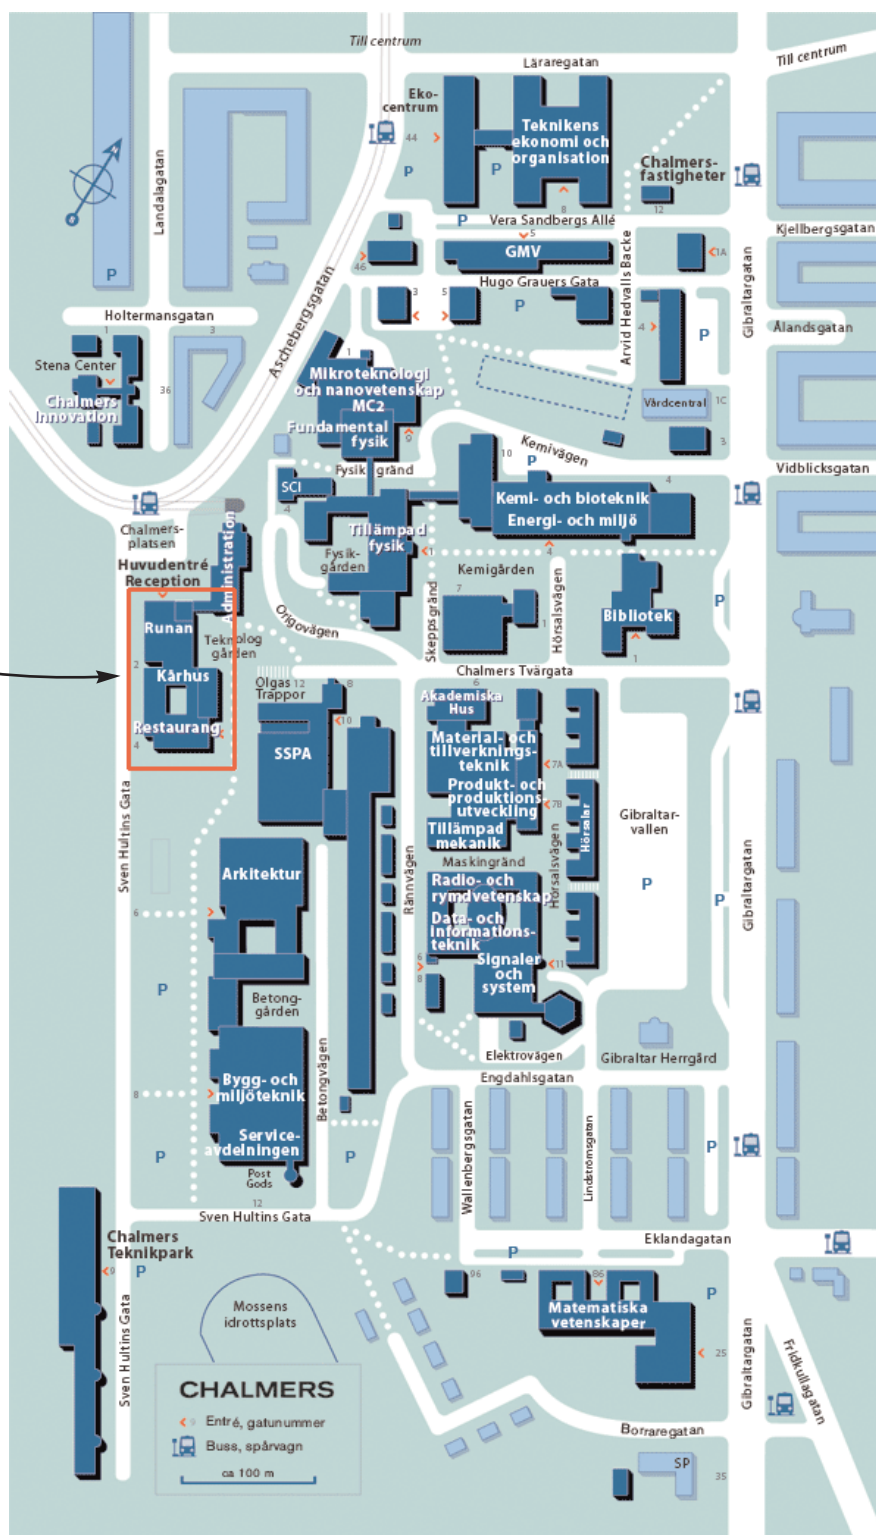 Till centrum
Till centrum
Läraregatan
Eko-
centrum
44
Teknikens
ekonomi och
organisation
P
P
P
8
Chalmers-
fastigheter
12
Landalagatan
N
S
P
Vera Sandbergs Allé
5
GMV
46
Hugo Grauers Gata
P
3
5
Arvid Hedvalls Backe
1A
4
P
Gibraltargatan
Kjellbergsgatan
Ålandsgatan
Holtermansgatan
1
3
Stena Center
36
Chalmers
Innovation
Aschebergsgatan
1
Mikroteknologi
och nanovetenskap
MC2
Fundamental
fysik
9
Vårdcentral
1C
3
Kemivägen
10
P
4
Vidblicksgatan
Fysikgränd
SCI
4
Kemi- och bioteknik
Energi- och miljö
Tillämpad
fysik
1
4
Fysik-
gården
Chalmers-
platsen
Huvudentré
Reception
Administration
Origovägen
Skeppsgränd
Kemigården
7
1
Hörsalsvägen
Bibliotek
1
P
Runan
Teknolog
gården
2
Kårhus
Restaurang
4
Chalmers Tvärgata
Olgas
Trappor
12
8
10
SSPA
6
Akademiska
Hus
Material- och
tillverknings-
teknik
7A
Produkt- och
produktions-
utveckling
7B
Tillämpad
mekanik
Hörsalar
Gibraltar-
vallen
P
P
Sven Hultins Gata
Arkitektur
6
P
Rännvägen
Maskingränd
Hörsalsvägen
Radio- och
rymdvetenskap
Data- och
informations-
teknik
Signaler
och
system
6
8
11
Gibraltargatan
Betong-
gården
Betongvägen
Elektrovägen
Gibraltar Herrgård
Engdahlsgatan
Bygg- och
miljöteknik
8
Service-
avdelningen
P
P
Post
Gods
12
Sven Hultins Gata
Wallenbergsgatan
Lindströmsgatan
P
Eklandagatan
P
Chalmers
Teknikpark
9
P
Sven Hultins Gata
Mossens
idrottsplats
96
86
Matematiska
vetenskaper
P
25
Gibraltargatan
Fridkullagatan
Borraregatan
SP
35
CHALMERS
9 Entré, gatunummer
Buss, spårvagn
ca 100 m